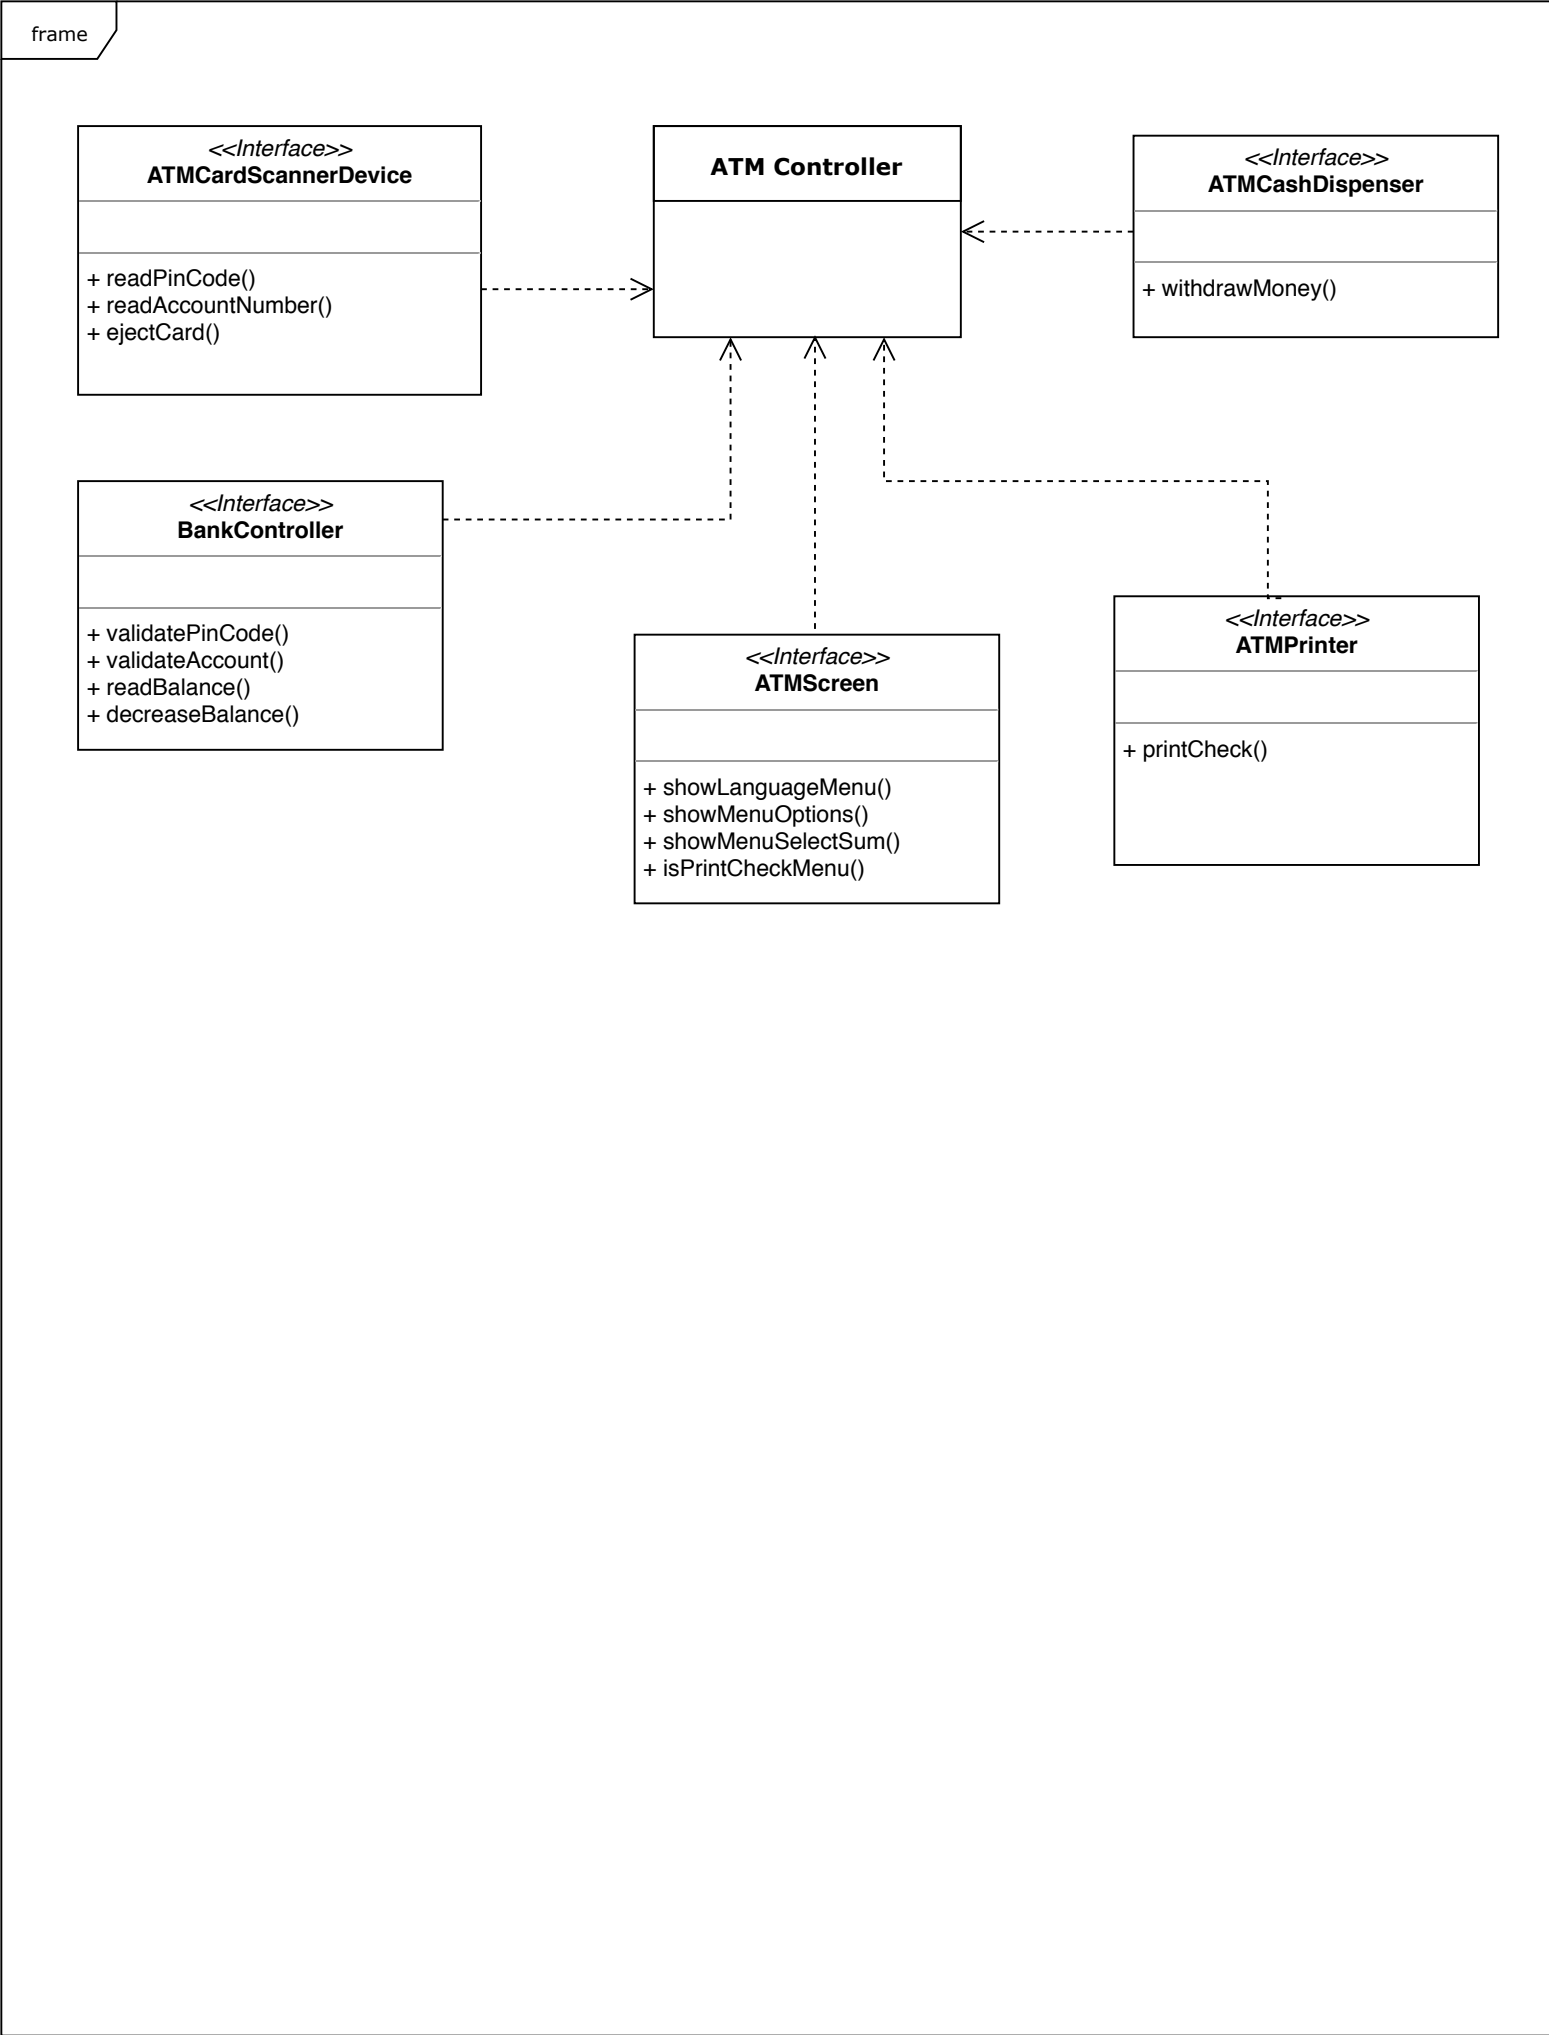 frame
<<Interface>>
ATMCardScannerDevice
+ readPinCode()
+ readAccountNumber()
+ ejectCard()
ATM Controller
<<Interface>>
ATMCashDispenser
+ withdrawMoney()
<<Interface>>
BankController
+ validatePinCode()
+ validateAccount()
+ readBalance()
+ decreaseBalance()
<<Interface>>
ATMScreen
+ showLanguageMenu()
+ showMenuOptions()
+ showMenuSelectSum()
+ isPrintCheckMenu()
<<Interface>>
ATMPrinter
+ printCheck()